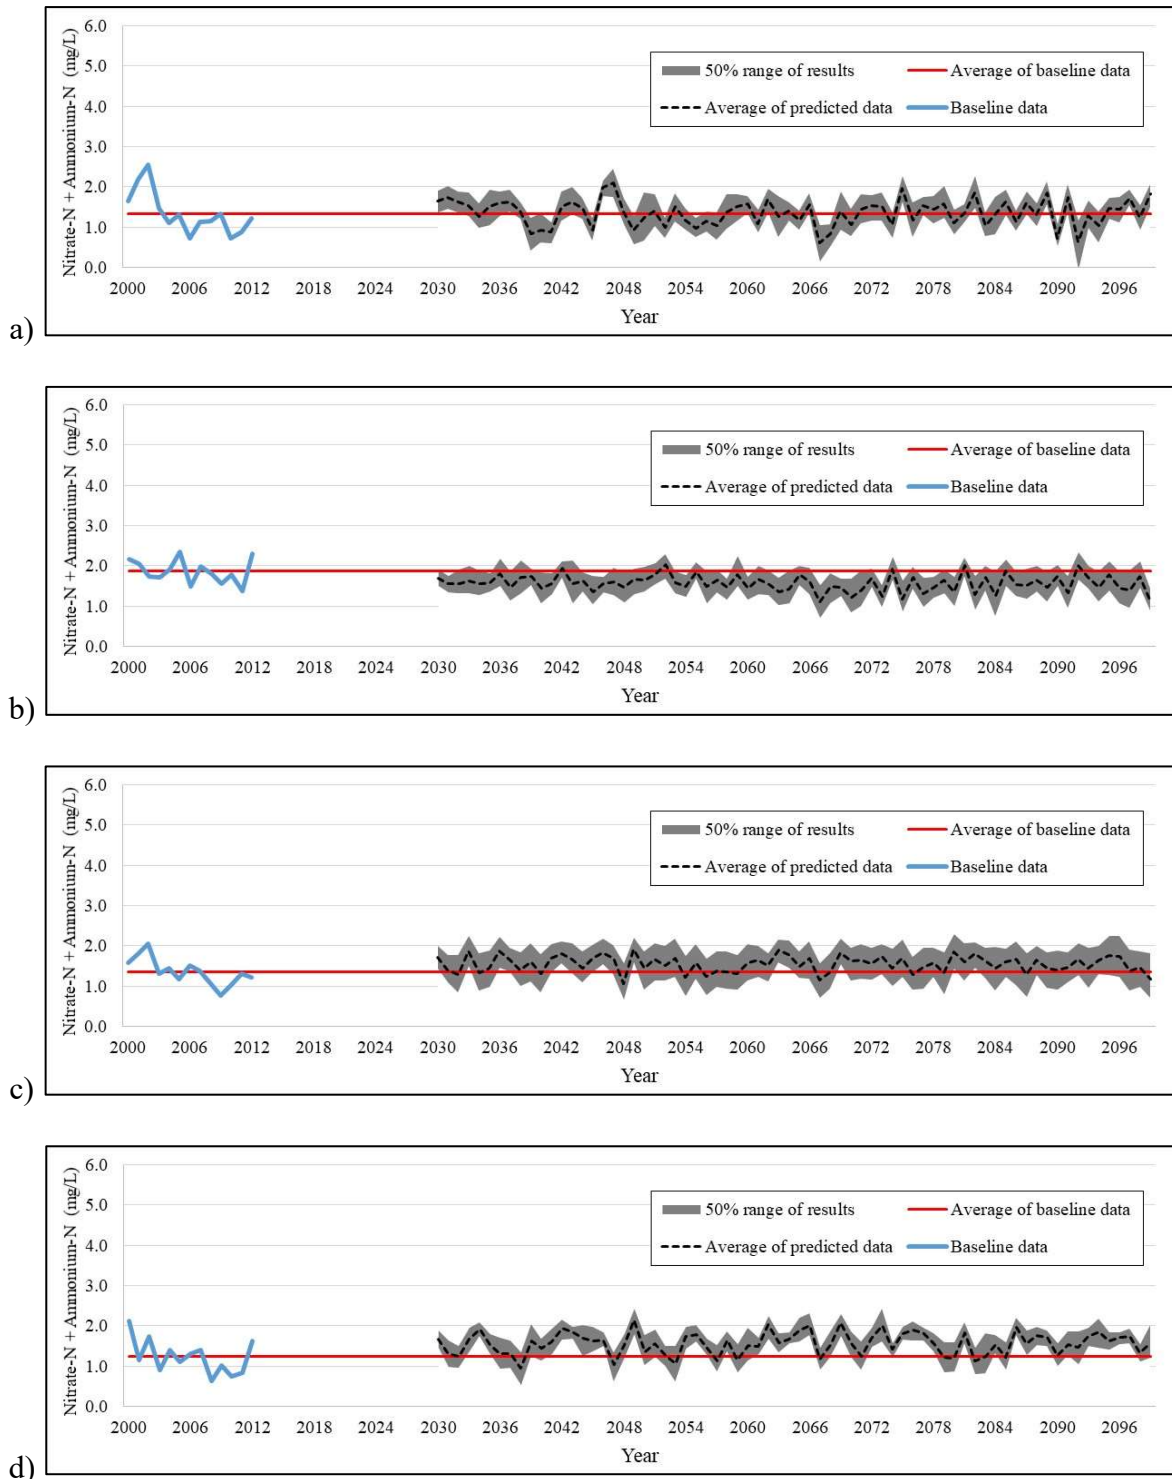 Nitrate-N + Ammonium-N (mg/L)
6.0
5.0
4.0
3.0
2.0
1.0
0.0
50% range of results
Average of baseline data
Average of predicted data
Baseline data
2000 2006 2012 2018 2024 2030 2036 2042 2048 2054 2060 2066 2072 2078 2084 2090 2096
Year
a)
Nitrate-N + Ammonium-N (mg/L)
6.0
5.0
4.0
3.0
2.0
1.0
0.0
50% range of results
Average of baseline data
Average of predicted data
Baseline data
2000 2006 2012 2018 2024 2030 2036 2042 2048 2054 2060 2066 2072 2078 2084 2090 2096
Year
b)
Nitrate-N + Ammonium-N (mg/L)
6.0
5.0
4.0
3.0
2.0
1.0
0.0
50% range of results
Average of baseline data
Average of predicted data
Baseline data
2000 2006 2012 2018 2024 2030 2036 2042 2048 2054 2060 2066 2072 2078 2084 2090 2096
Year
c)
Nitrate-N + Ammonium-N (mg/L)
6.0
5.0
4.0
3.0
2.0
1.0
0.0
50% range of results
Average of baseline data
Average of predicted data
Baseline data
2000 2006 2012 2018 2024 2030 2036 2042 2048 2054 2060 2066 2072 2078 2084 2090 2096
Year
d)